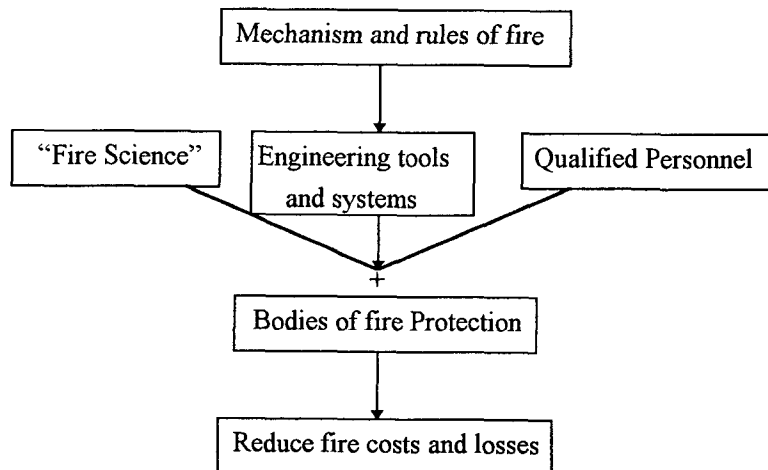 Mechanism and rules of fire
“Fire Science”
Engineering tools
and systems
Qualified Personnel
+
Bodies of fire Protection
Reduce fire costs and losses